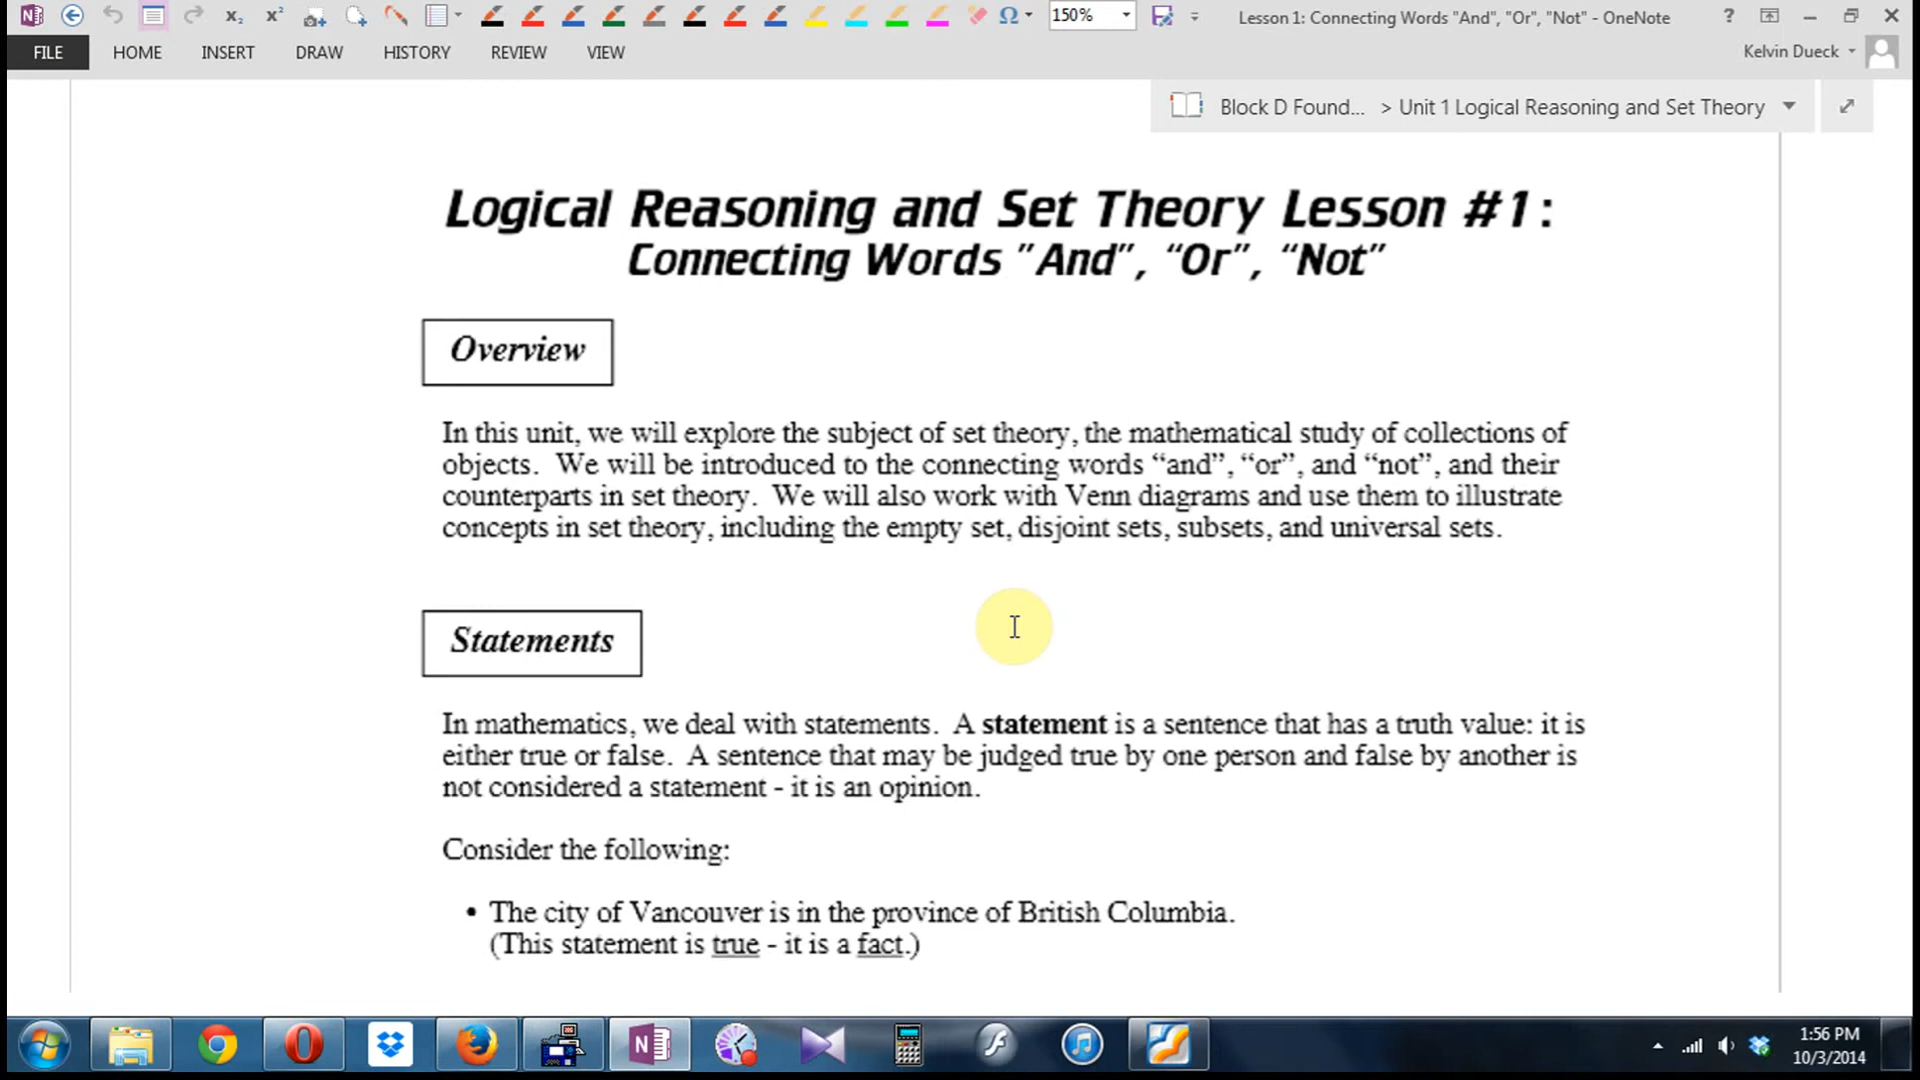 150%
Lesson 1: Connecting Words "And", "Or", "Not" - OneNote
FILE
HOME
INSERT
DRAW
HISTORY
REVIEW
VIEW
Kelvin Dueck
Block D Found... > Unit 1 Logical Reasoning and Set Theory
Logical Reasoning and Set Theory Lesson #1:
Connecting Words "And", “Or”, “Not”
Overview
In this unit, we will explore the subject of set theory, the mathematical study of collections of
objects. We will be introduced to the connecting words “and”, “or”, and “not”, and their
counterparts in set theory. We will also work with Venn diagrams and use them to illustrate
concepts in set theory, including the empty set, disjoint sets, subsets, and universal sets.
Statements
In mathematics, we deal with statements. A statement is a sentence that has a truth value: it is
either true or false. A sentence that may be judged true by one person and false by another is
not considered a statement - it is an opinion.
Consider the following:
• The city of Vancouver is in the province of British Columbia.
(This statement is true - it is a fact.)
1:56 PM
10/3/2014